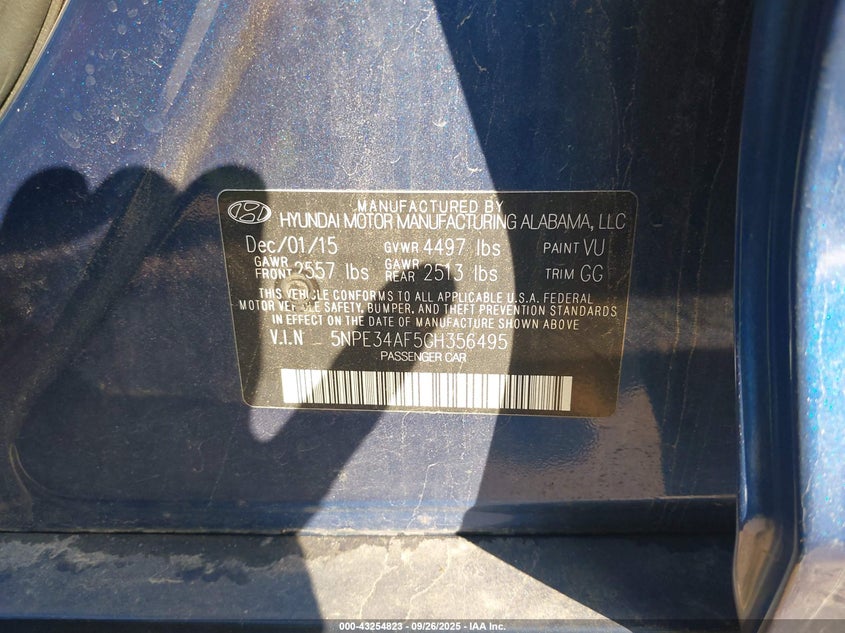 MANUFACTURED BY
HYUNDAI MOTOR MANUFACTURING ALABAMA, LLC
Dec/01/15 GVWR 4497 lbs PAINT VU
GAWR FRONT 2557 lbs GAWR REAR 2513 lbs TRIM GG
THIS VEHICLE CONFORMS TO ALL APPLICABLE U.S.A. FEDERAL
MOTOR VEHICLE SAFETY, BUMPER, AND THEFT PREVENTION STANDARDS
IN EFFECT ON THE DATE OF MANUFACTURE SHOWN ABOVE
V.I.N 5NPE34AF5GH356495
PASSENGER CAR
000-43254823 - 09/26/2025 - IAA Inc.